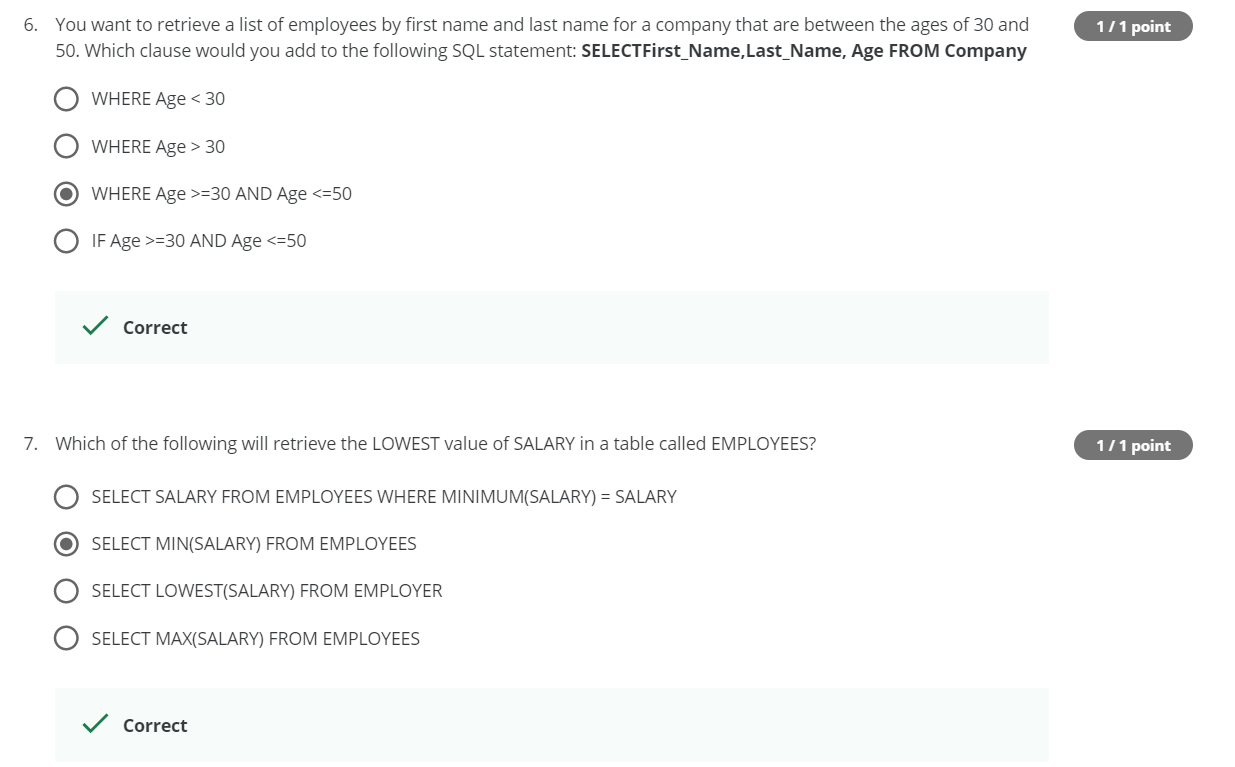 6. You want to retrieve a list of employees by first name and last name for a company that are between the ages of 30 and
1 / 1 point
50. Which clause would you add to the following SQL statement: SELECTFirst_Name,Last_Name, Age FROM Company
WHERE Age < 30
WHERE Age > 30
WHERE Age >=30 AND Age <=50
IF Age >=30 AND Age <=50
Correct
7. Which of the following will retrieve the LOWEST value of SALARY in a table called EMPLOYEES?
1 / 1 point
SELECT SALARY FROM EMPLOYEES WHERE MINIMUM(SALARY) = SALARY
SELECT MIN(SALARY) FROM EMPLOYEES
SELECT LOWEST(SALARY) FROM EMPLOYER
SELECT MAX(SALARY) FROM EMPLOYEES
Correct